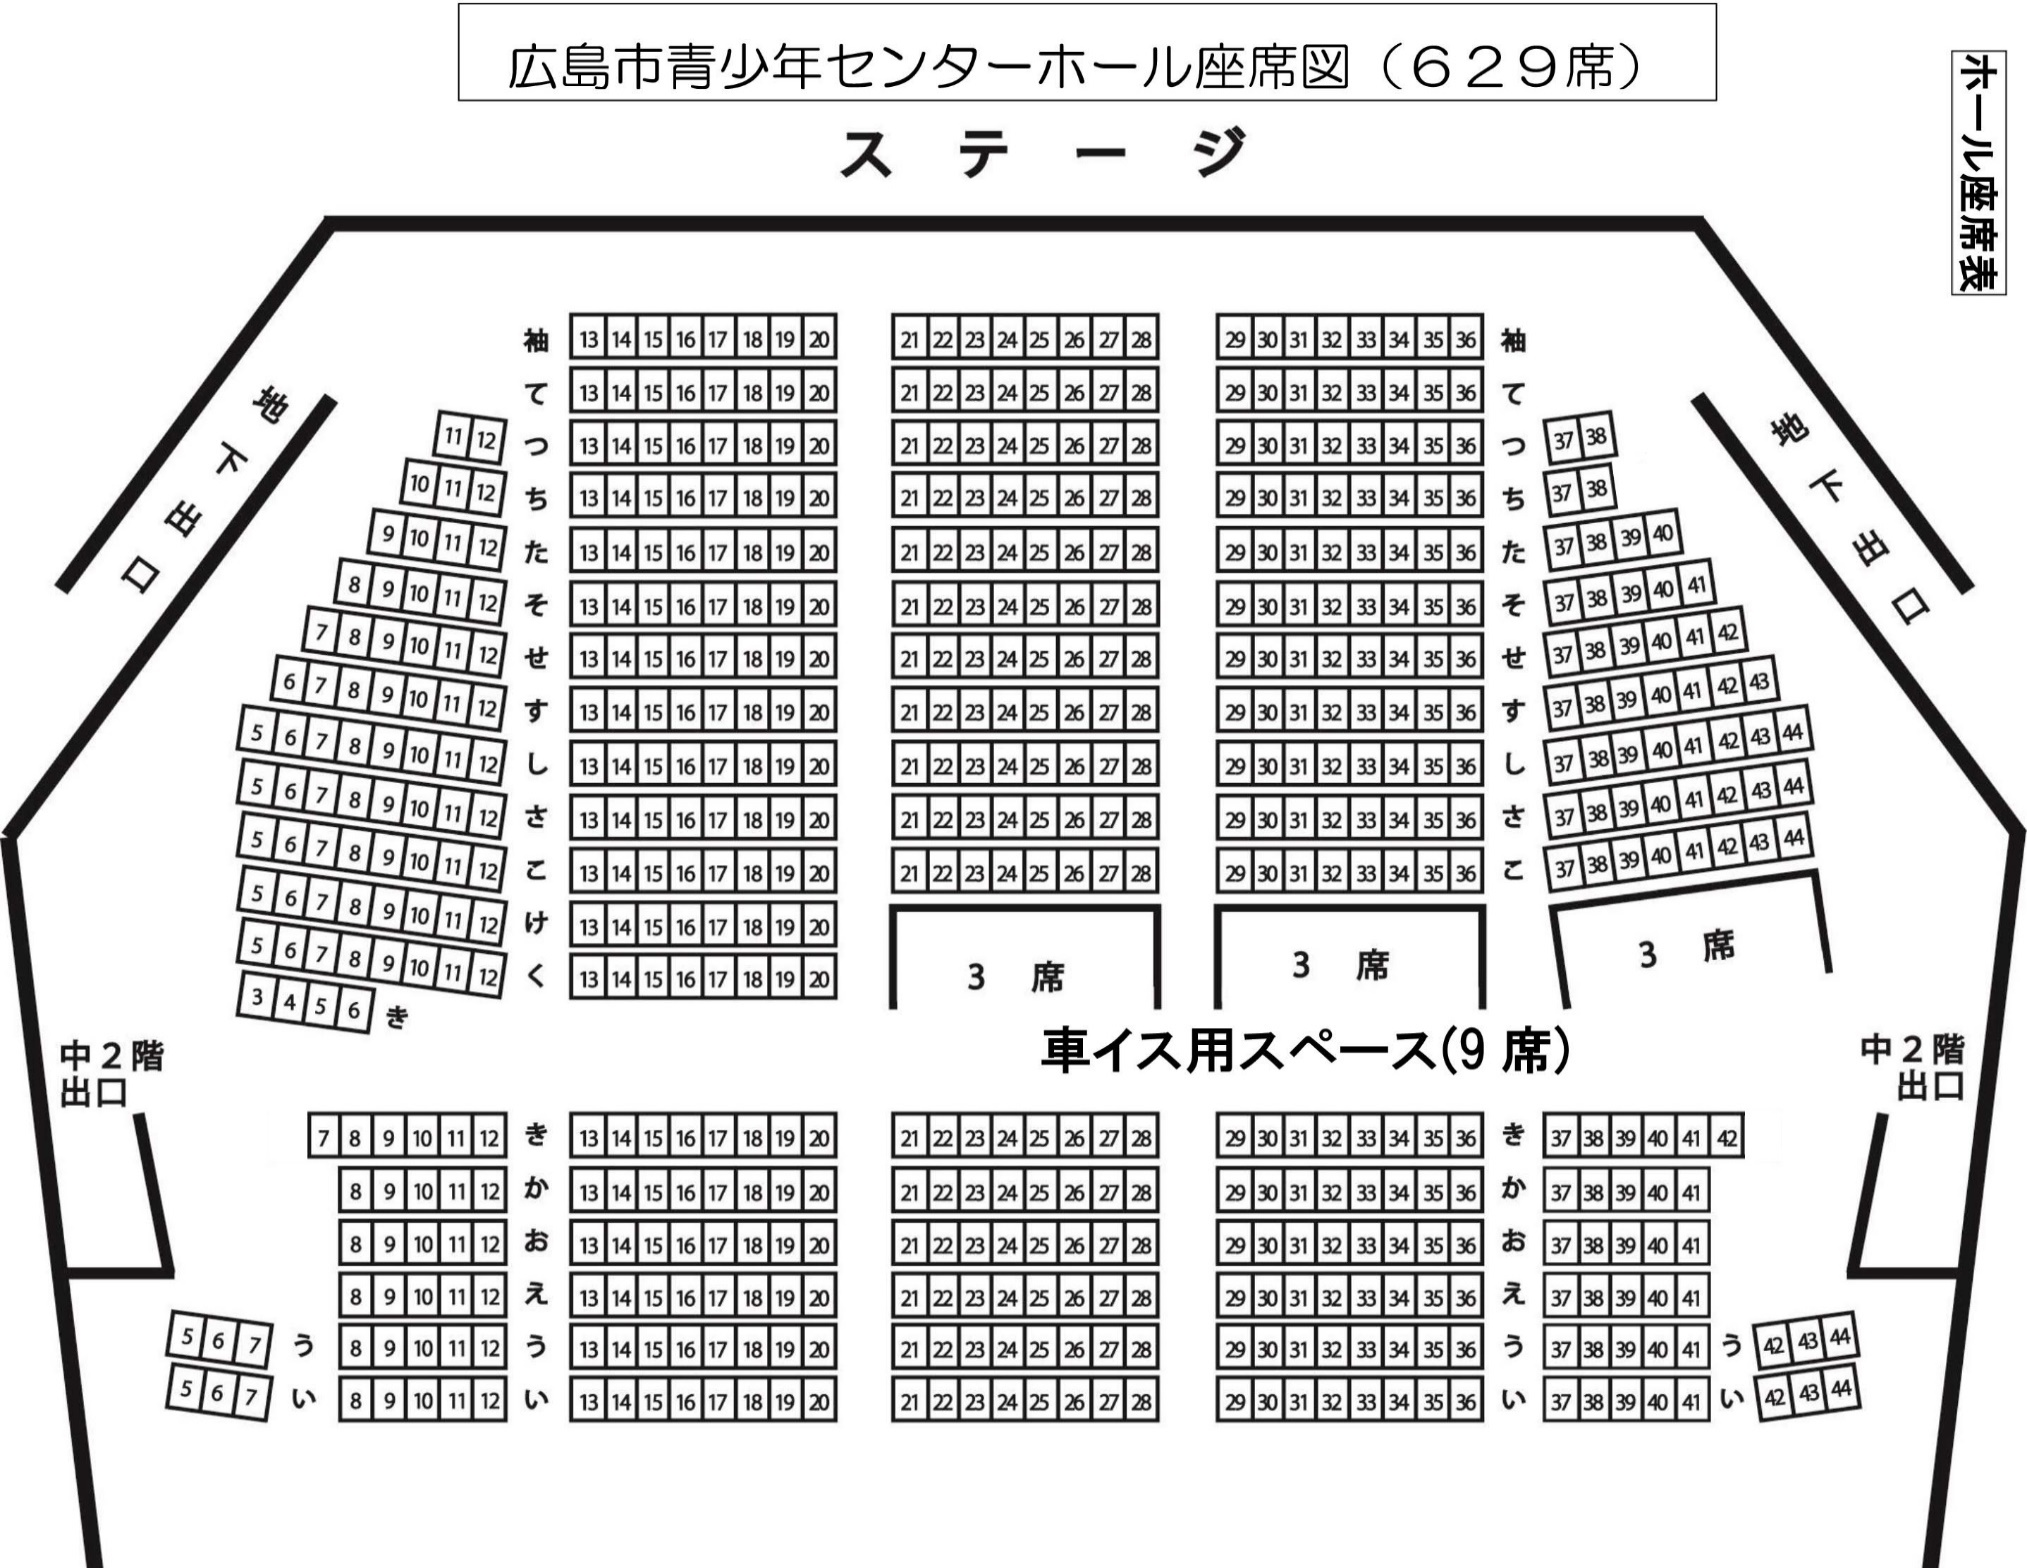 広島市青少年センターホール座席図（６２９席）
ホール座席表
ステージ
地下出口
地下出口
袖 13 14 15 16 17 18 19 20 21 22 23 24 25 26 27 28 29 30 31 32 33 34 35 36 袖
て 13 14 15 16 17 18 19 20 21 22 23 24 25 26 27 28 29 30 31 32 33 34 35 36 て
11 12 つ 13 14 15 16 17 18 19 20 21 22 23 24 25 26 27 28 29 30 31 32 33 34 35 36 つ 37 38
10 11 12 ち 13 14 15 16 17 18 19 20 21 22 23 24 25 26 27 28 29 30 31 32 33 34 35 36 ち 37 38
9 10 11 12 た 13 14 15 16 17 18 19 20 21 22 23 24 25 26 27 28 29 30 31 32 33 34 35 36 た 37 38 39 40
8 9 10 11 12 そ 13 14 15 16 17 18 19 20 21 22 23 24 25 26 27 28 29 30 31 32 33 34 35 36 そ 37 38 39 40 41
7 8 9 10 11 12 せ 13 14 15 16 17 18 19 20 21 22 23 24 25 26 27 28 29 30 31 32 33 34 35 36 せ 37 38 39 40 41 42
6 7 8 9 10 11 12 す 13 14 15 16 17 18 19 20 21 22 23 24 25 26 27 28 29 30 31 32 33 34 35 36 す 37 38 39 40 41 42 43
5 6 7 8 9 10 11 12 し 13 14 15 16 17 18 19 20 21 22 23 24 25 26 27 28 29 30 31 32 33 34 35 36 し 37 38 39 40 41 42 43 44
5 6 7 8 9 10 11 12 さ 13 14 15 16 17 18 19 20 21 22 23 24 25 26 27 28 29 30 31 32 33 34 35 36 さ 37 38 39 40 41 42 43 44
5 6 7 8 9 10 11 12 こ 13 14 15 16 17 18 19 20 21 22 23 24 25 26 27 28 29 30 31 32 33 34 35 36 こ 37 38 39 40 41 42 43 44
5 6 7 8 9 10 11 12 け 13 14 15 16 17 18 19 20
5 6 7 8 9 10 11 12 く 13 14 15 16 17 18 19 20 3 席 3 席 3 席
3 4 5 6 き
車イス用スペース(9 席)
中２階
出口
中２階
出口
7 8 9 10 11 12 き 13 14 15 16 17 18 19 20 21 22 23 24 25 26 27 28 29 30 31 32 33 34 35 36 き 37 38 39 40 41 42
8 9 10 11 12 か 13 14 15 16 17 18 19 20 21 22 23 24 25 26 27 28 29 30 31 32 33 34 35 36 か 37 38 39 40 41
8 9 10 11 12 お 13 14 15 16 17 18 19 20 21 22 23 24 25 26 27 28 29 30 31 32 33 34 35 36 お 37 38 39 40 41
8 9 10 11 12 え 13 14 15 16 17 18 19 20 21 22 23 24 25 26 27 28 29 30 31 32 33 34 35 36 え 37 38 39 40 41
5 6 7 う 8 9 10 11 12 う 13 14 15 16 17 18 19 20 21 22 23 24 25 26 27 28 29 30 31 32 33 34 35 36 う 37 38 39 40 41 う 42 43 44
5 6 7 い 8 9 10 11 12 い 13 14 15 16 17 18 19 20 21 22 23 24 25 26 27 28 29 30 31 32 33 34 35 36 い 37 38 39 40 41 い 42 43 44